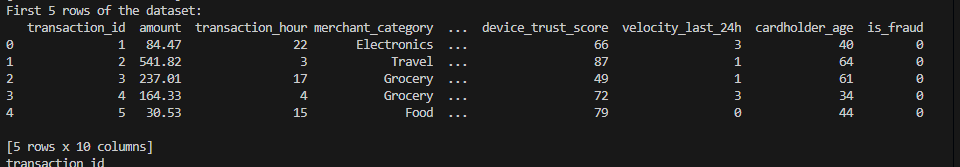 First 5 rows of the dataset:
transaction_id amount transaction_hour merchant_category ... device_trust_score velocity_last_24h cardholder_age is_fraud
0 1 84.47 22 Electronics ... 66 3 40 0
1 2 541.82 3 Travel ... 87 1 64 0
2 3 237.01 17 Grocery ... 49 1 61 0
3 4 164.33 4 Grocery ... 72 3 34 0
4 5 30.53 15 Food ... 79 0 44 0
[5 rows x 10 columns]
transaction_id